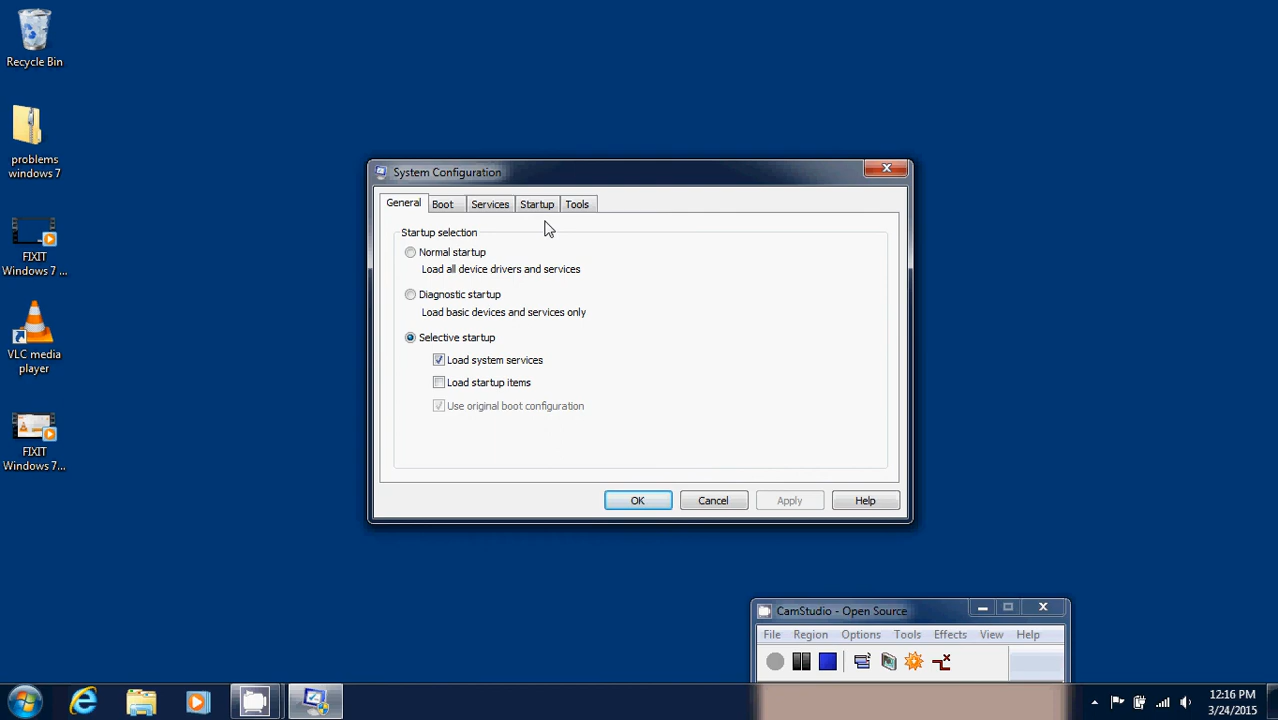 Recycle Bin
problems
windows 7
FIXIT
Windows 7 ...
VLC media
player
FIXIT
Windows 7...
System Configuration
General Boot Services Startup Tools
Startup selection
Normal startup
Load all device drivers and services
Diagnostic startup
Load basic devices and services only
Selective startup
Load system services
Load startup items
Use original boot configuration
OK Cancel Apply Help
CamStudio - Open Source
File Region Options Tools Effects View Help
12:16 PM
3/24/2015